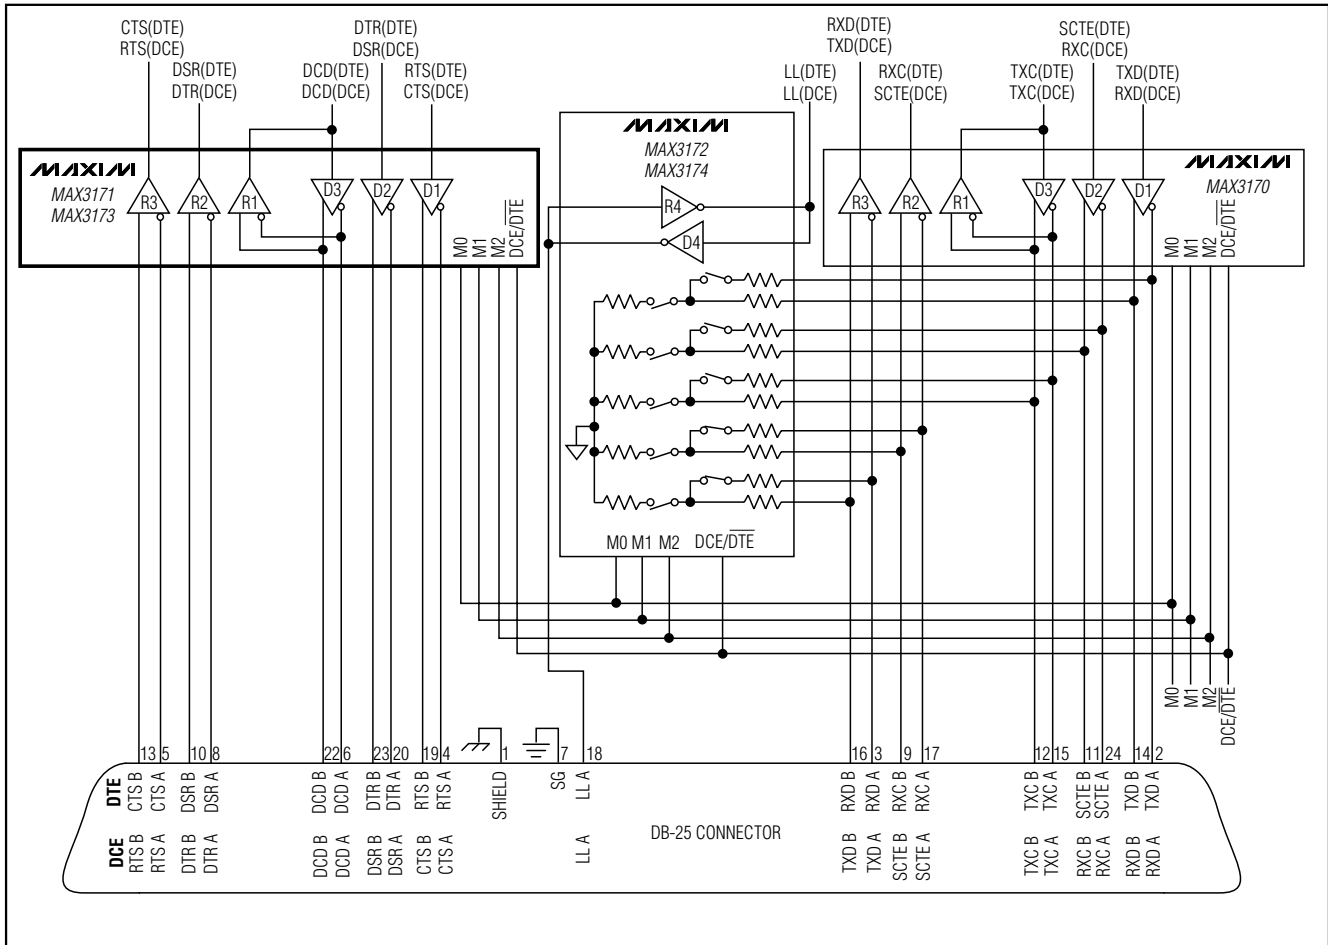 CTS(DTE)
RTS(DCE)
DSR(DTE)
DTR(DCE)
DCD(DTE)
DCD(DCE)
DTR(DTE)
DSR(DCE)
RTS(DTE)
CTS(DCE)
LL(DTE)
LL(DCE)
RXD(DTE)
TXD(DCE)
RXC(DTE)
SCTE(DCE)
TXC(DTE)
TXC(DCE)
SCTE(DTE)
RXC(DCE)
TXD(DTE)
RXD(DCE)
MAXIM
MAX3171
MAX3173
R3
R2
R1
D3
D2
D1
M0
M1
M2
DCE/DTE
MAXIM
MAX3172
MAX3174
R4
D4
M0 M1 M2 DCE/DTE
MAXIM
MAX3170
R3
R2
R1
D3
D2
D1
M0
M1
M2
DCE/DTE
M0
M1
M2
DCE/DTE
13 5 10 8 22 6 23 20 19 4 1 7 18 16 3 9 17 12 15 11 24 14 2
DTE
CTS B
CTS A
DSR B
DSR A
DCD B
DCD A
DTR B
DTR A
RTS B
RTS A
SHIELD
SG
LL A
RXD B
RXD A
RXC B
RXC A
TXC B
TXC A
SCTE B
SCTE A
TXD B
TXD A
DB-25 CONNECTOR
DCE
RTS B
RTS A
DTR B
DTR A
DCD B
DCD A
DSR B
DSR A
CTS B
CTS A
LL A
TXD B
TXD A
SCTE B
SCTE A
TXC B
TXC A
RXC B
RXC A
RXD B
RXD A